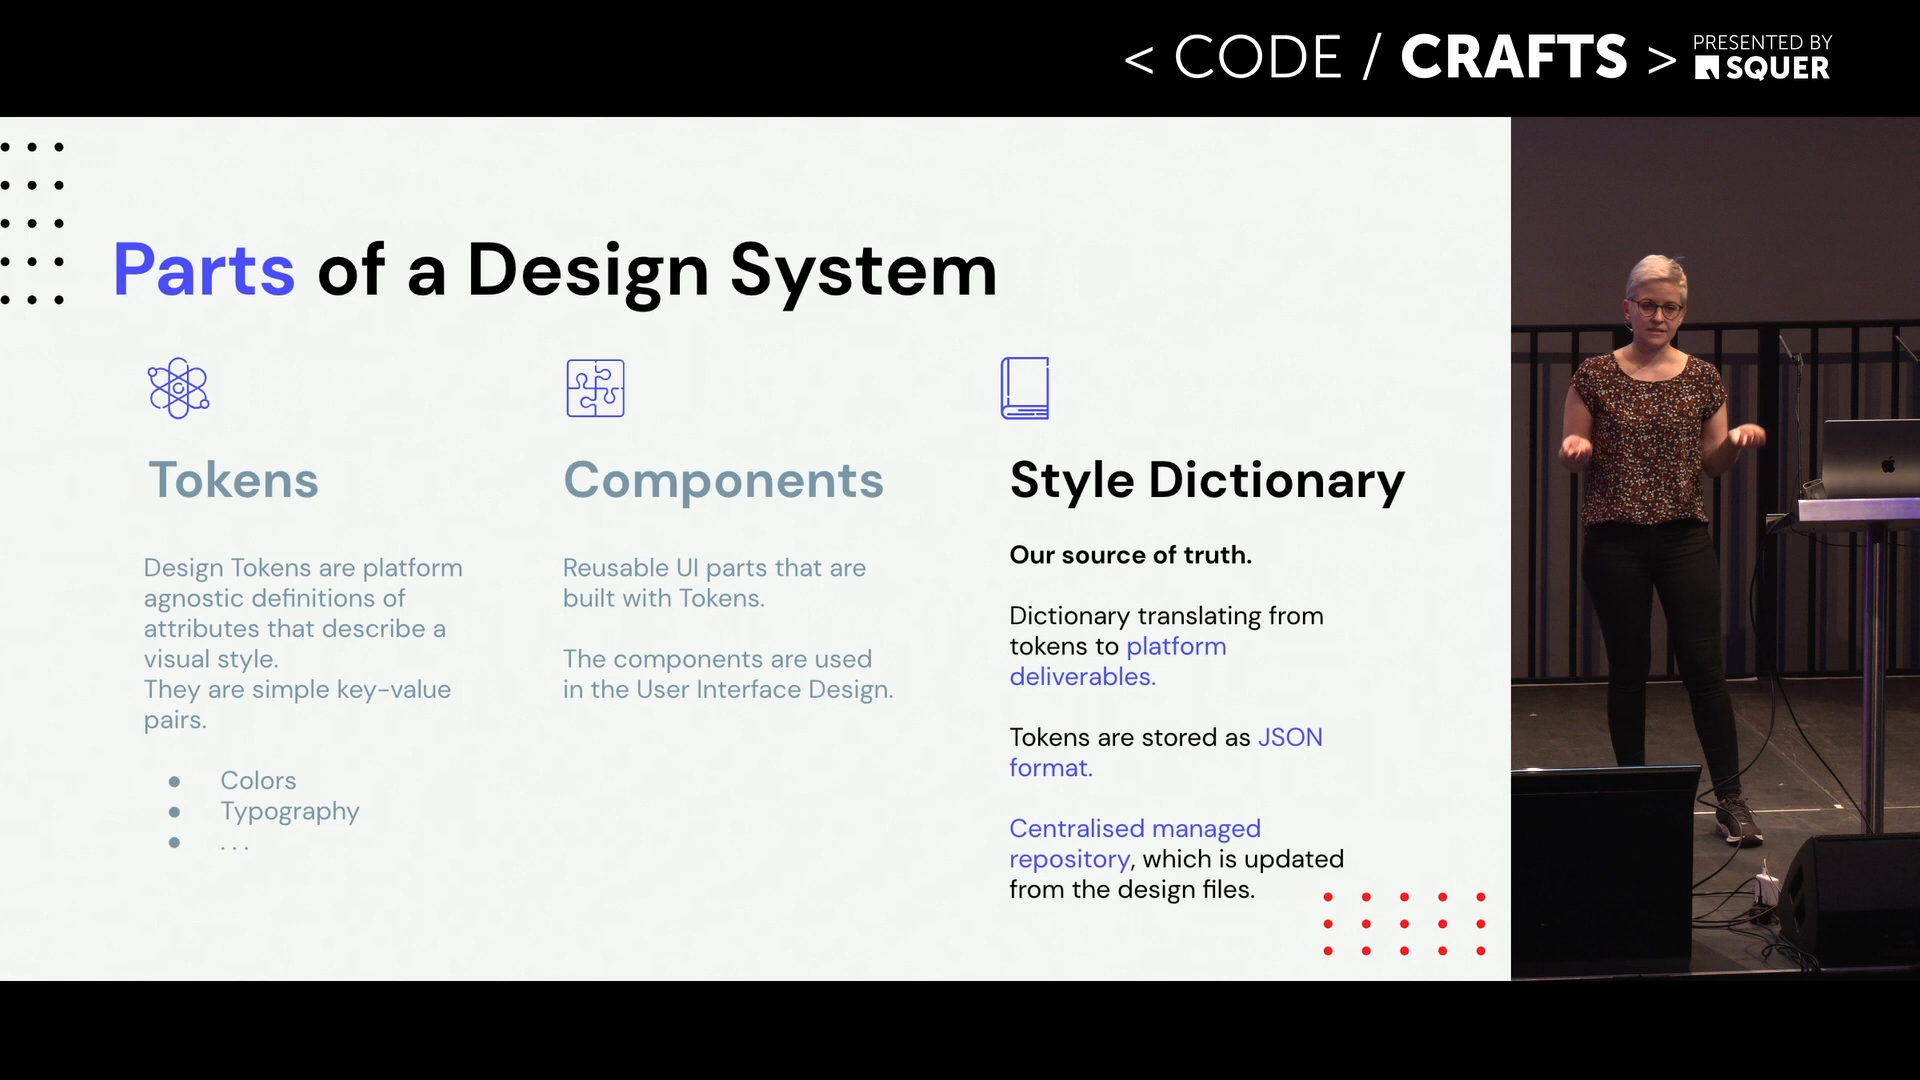 < CODE / CRAFTS >
PRESENTED BY
SQUER
Parts of a Design System
Tokens
Design Tokens are platform
agnostic definitions of
attributes that describe a
visual style.
They are simple key-value
pairs.
● Colors
● Typography
● ...
Components
Reusable UI parts that are
built with Tokens.
The components are used
in the User Interface Design.
Style Dictionary
Our source of truth.
Dictionary translating from
tokens to platform
deliverables.
Tokens are stored as JSON
format.
Centralised managed
repository, which is updated
from the design files.